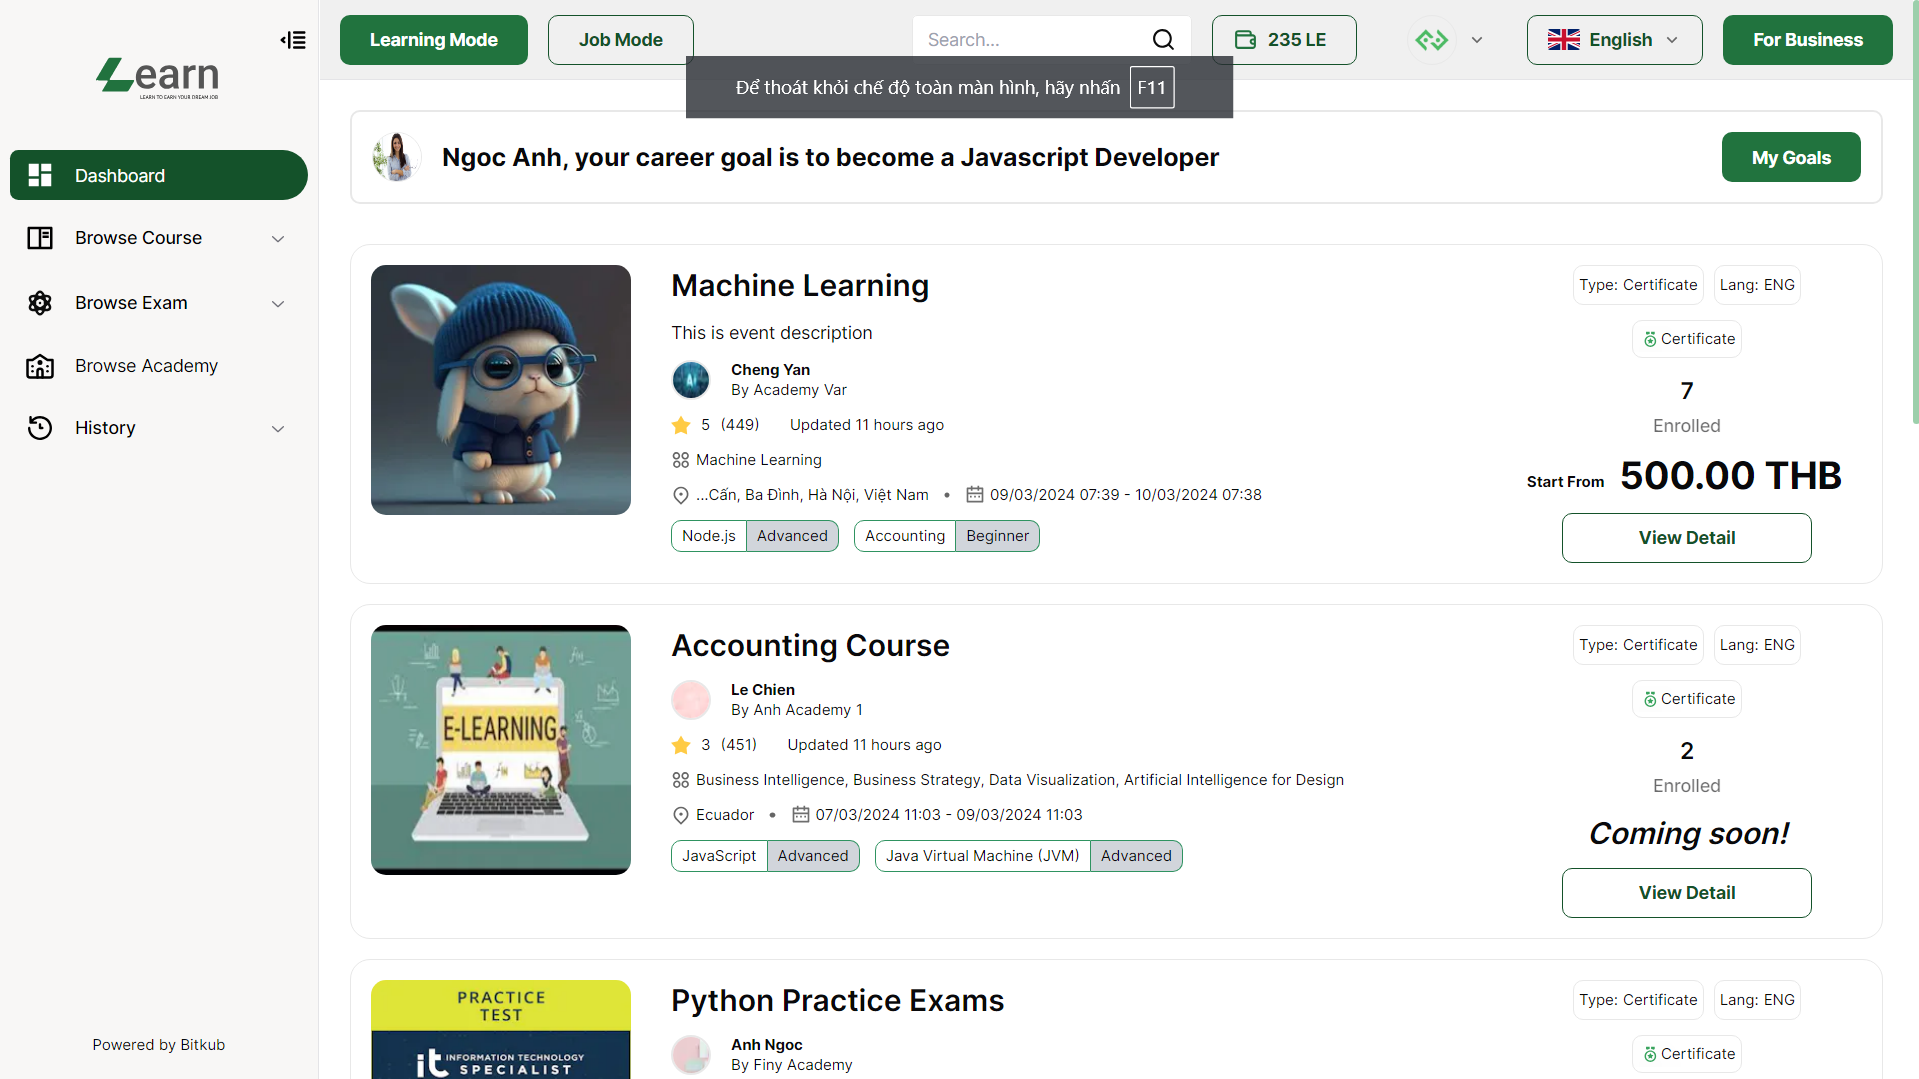 Learn
LEARN TO EARN YOUR DREAM JOB
Dashboard
Browse Course
Browse Exam
Browse Academy
History
Powered by Bitkub
Learning Mode
Job Mode
Search...
235 LE
English
For Business
Để thoát khỏi chế độ toàn màn hình, hãy nhấn F11
Ngoc Anh, your career goal is to become a Javascript Developer
My Goals
Machine Learning
This is event description
Cheng Yan
By Academy Var
5 (449) Updated 11 hours ago
Machine Learning
...Cấn, Ba Đình, Hà Nội, Việt Nam • 09/03/2024 07:39 - 10/03/2024 07:38
Node.js Advanced Accounting Beginner
Type: Certificate Lang: ENG
Certificate
7
Enrolled
Start From 500.00 THB
View Detail
E-LEARNING
Accounting Course
Le Chien
By Anh Academy 1
3 (451) Updated 11 hours ago
Business Intelligence, Business Strategy, Data Visualization, Artificial Intelligence for Design
Ecuador • 07/03/2024 11:03 - 09/03/2024 11:03
JavaScript Advanced Java Virtual Machine (JVM) Advanced
Type: Certificate Lang: ENG
Certificate
2
Enrolled
Coming soon!
View Detail
PRACTICE
TEST
it INFORMATION TECHNOLOGY
SPECIALIST
Python Practice Exams
Anh Ngoc
By Finy Academy
Type: Certificate Lang: ENG
Certificate